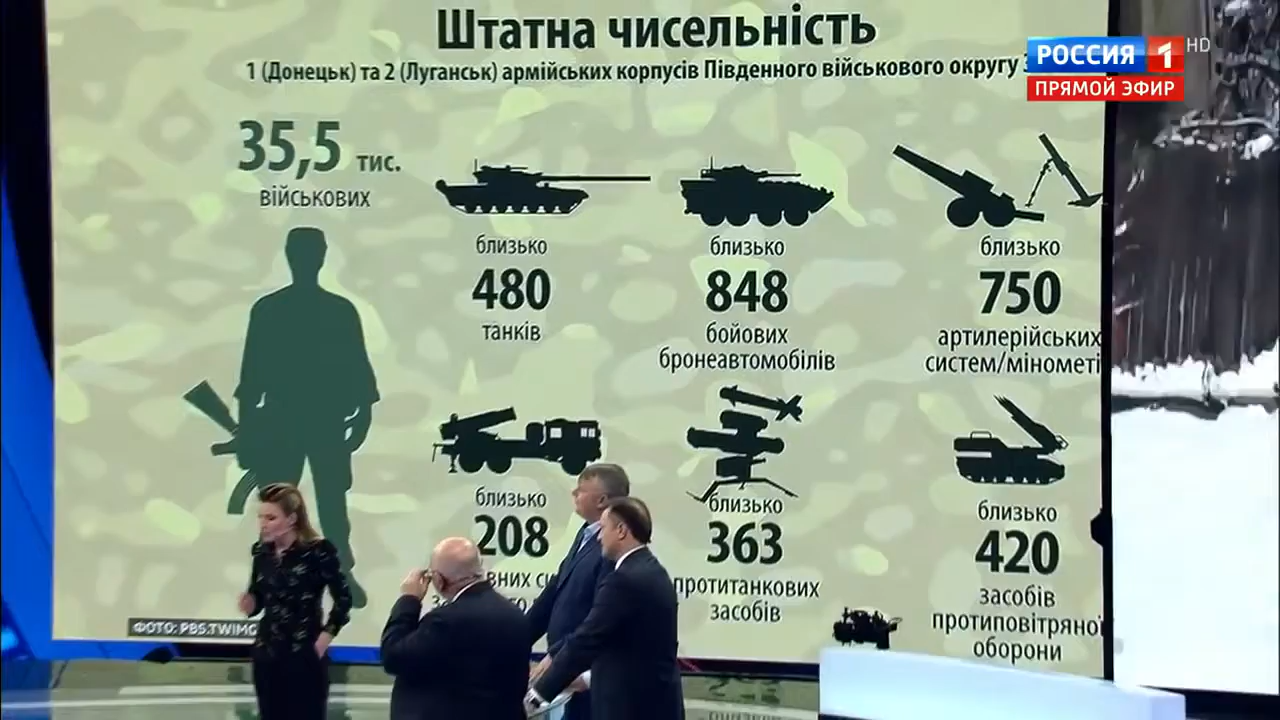 Штатна чисельність
1 (Донецьк) та 2 (Луганськ) армійських корпусів Південного військового округу
РОССИЯ 1 HD
ПРЯМОЙ ЭФИР
35,5 тис.
військових
близько
480
танків
близько
848
бойових
бронеавтомобілів
близько
750
артилерійських
систем/мінометі
близько
208
близько
363
протитанкових
засобів
близько
420
засобів
протиповітряної
оборони
ФОТО: PBS.TWIMG